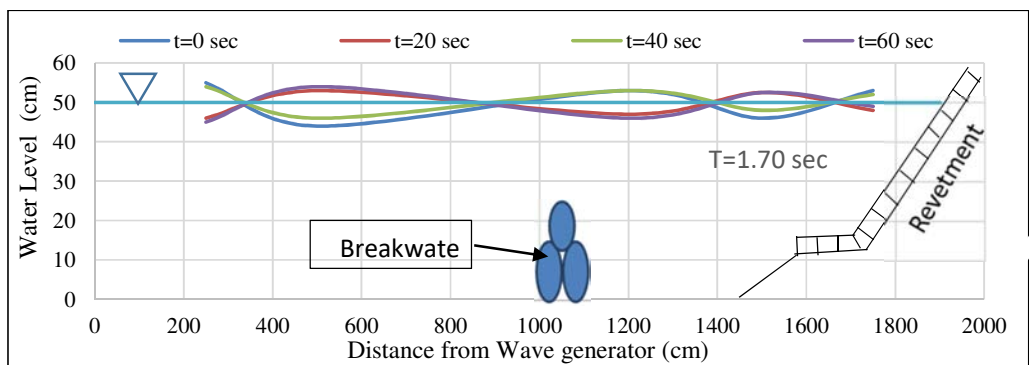 t=0 sec t=20 sec t=40 sec t=60 sec
60
50
40
30
20
10
0
Water Level (cm)
T=1.70 sec
Breakwate
Revetment
0 200 400 600 800 1000 1200 1400 1600 1800 2000
Distance from Wave generator (cm)